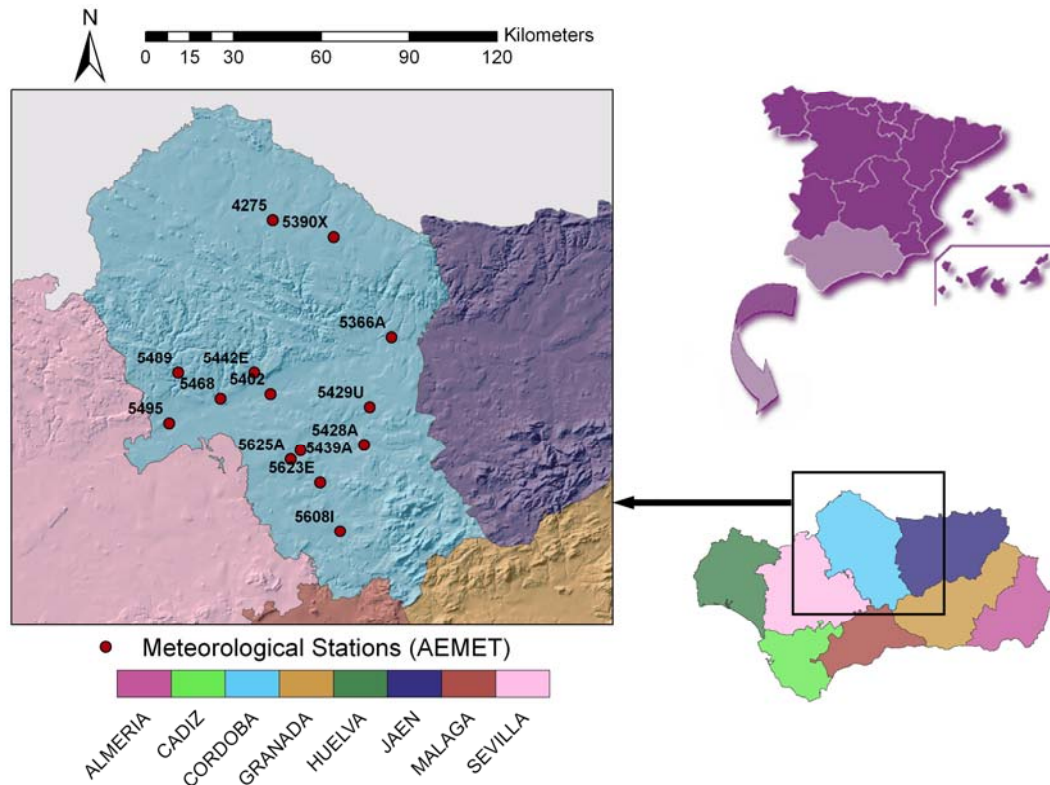 N
Kilometers
0 15 30 60 90 120
4275
5390X
5366A
5489
5442E
5468
5402
5495
5429U
5428A
5625A
5439A
5623E
5608I
Meteorological Stations (AEMET)
ALMERIA
CADIZ
CORDOBA
GRANADA
HUELVA
JAEN
MALAGA
SEVILLA